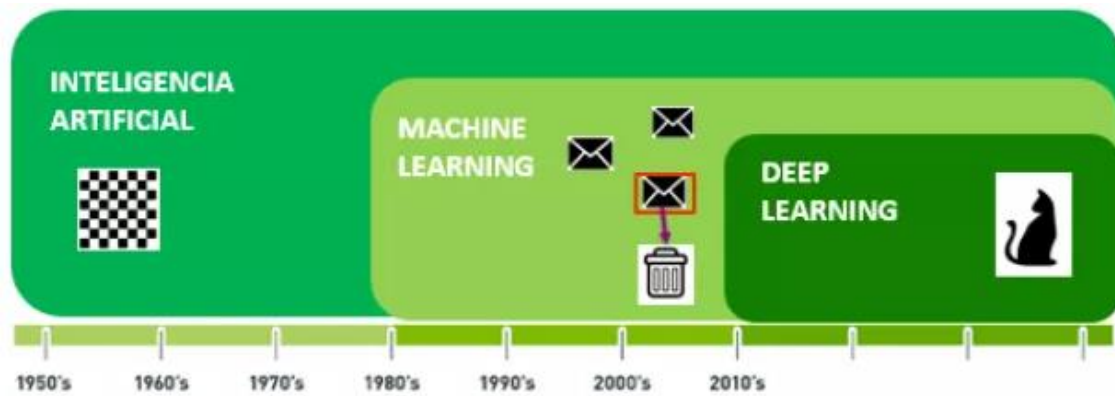 INTELIGENCIA
ARTIFICIAL
MACHINE
LEARNING
DEEP
LEARNING
1950's 1960's 1970's 1980's 1990's 2000's 2010's